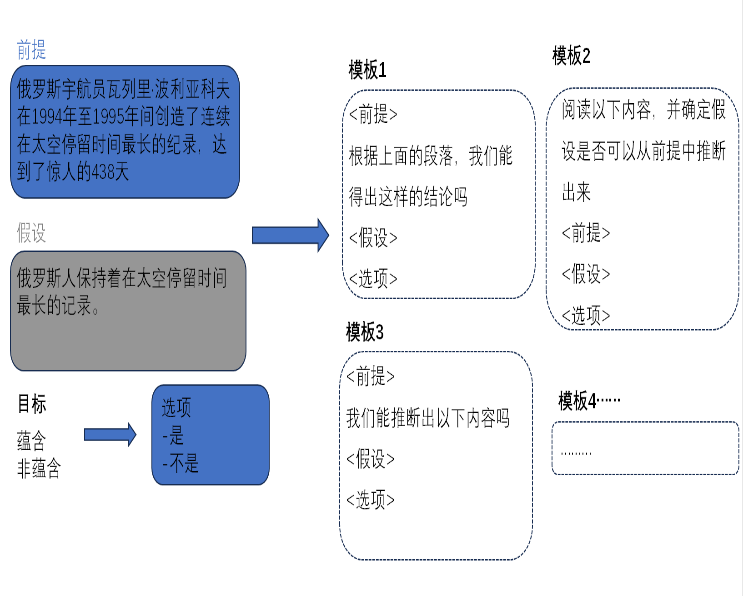 前提
俄罗斯宇航员瓦列里·波利亚科夫
在1994年至1995年间创造了连续
在太空停留时间最长的纪录，达
到了惊人的438天
假设
俄罗斯人保持着在太空停留时间
最长的记录。
目标
蕴含
非蕴含
选项
-是
-不是
模板1
<前提>
根据上面的段落，我们能
得出这样的结论吗
<假设>
<选项>
模板2
阅读以下内容，并确定假
设是否可以从前提中推断
出来
<前提>
<假设>
<选项>
模板3
<前提>
我们能推断出以下内容吗
<假设>
<选项>
模板4……
………